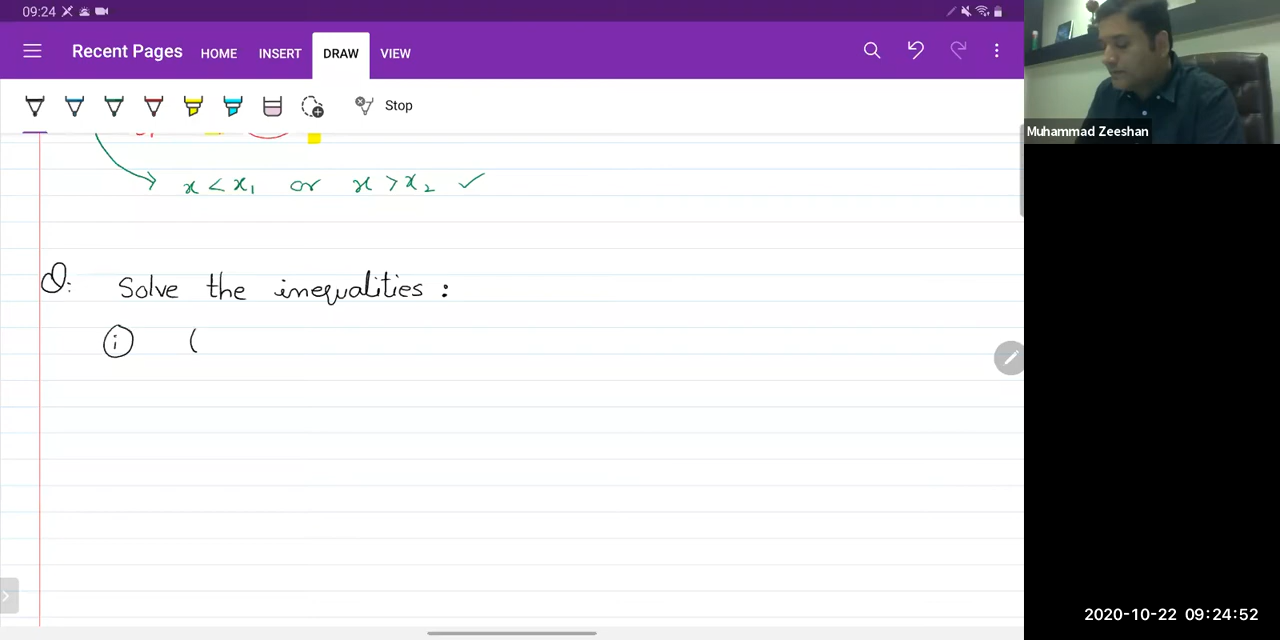 09:24
Recent Pages HOME INSERT DRAW VIEW
Stop
Muhammad Zeeshan
x < x₁ or x > x₂ ✓
Q: Solve the inequalities :
(i) (
2020-10-22 09:24:52